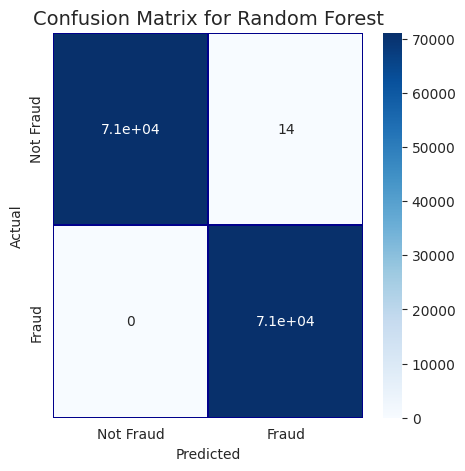 Confusion Matrix for Random Forest
Actual
Not Fraud
Fraud
7.1e+04
14
0
7.1e+04
Not Fraud
Fraud
Predicted
70000
60000
50000
40000
30000
20000
10000
0